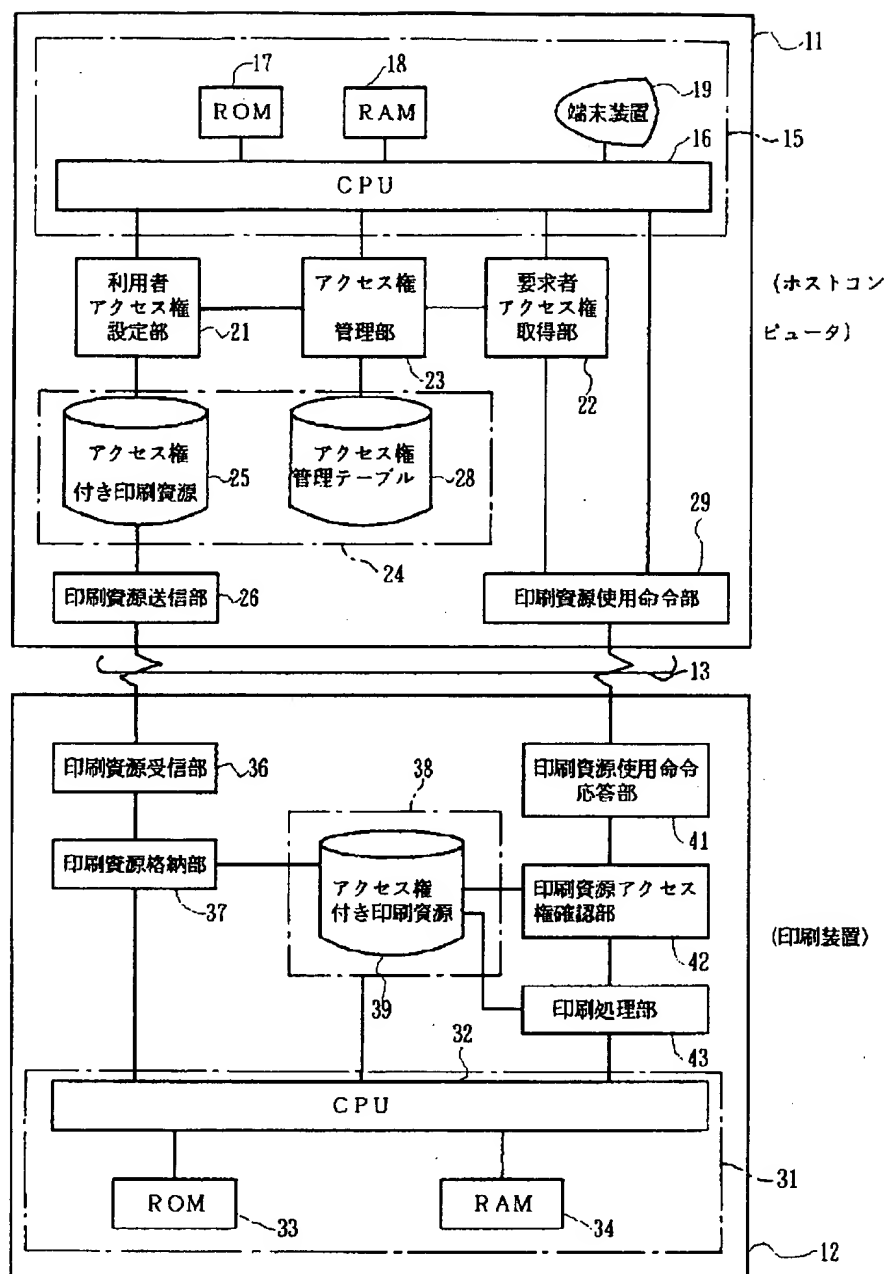 11
17
18
19
ROM
RAM
端末装置
15
16
CPU
利用者
アクセス権
設定部
21
アクセス権
管理部
23
要求者
アクセス権
取得部
22
(ホストコン
ピュータ)
アクセス権
付き印刷資源
25
アクセス権
管理テーブル
28
24
29
印刷資源送信部
26
印刷資源使用命令部
13
印刷資源受信部
36
印刷資源使用命令
応答部
41
38
印刷資源格納部
37
アクセス権
付き印刷資源
39
印刷資源アクセス
権確認部
42
(印刷装置)
印刷処理部
43
32
CPU
31
ROM
33
RAM
34
12